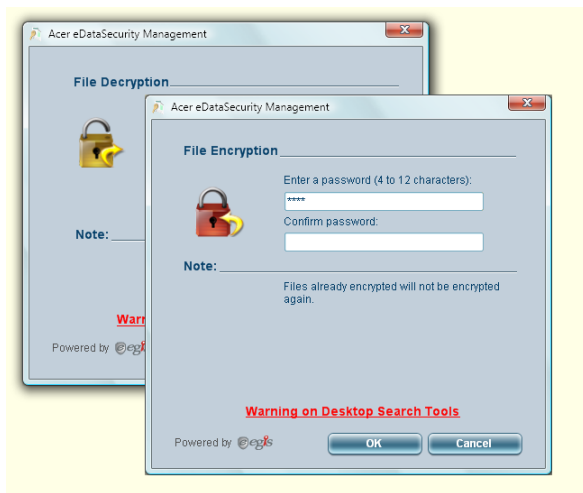 Acer eDataSecurity Management
File Decryption
Note:
Warn
Powered by egi
Acer eDataSecurity Management
File Encryption
Enter a password (4 to 12 characters):
****
Confirm password:
Note:
Files already encrypted will not be encrypted
again.
Warning on Desktop Search Tools
Powered by egis
OK
Cancel